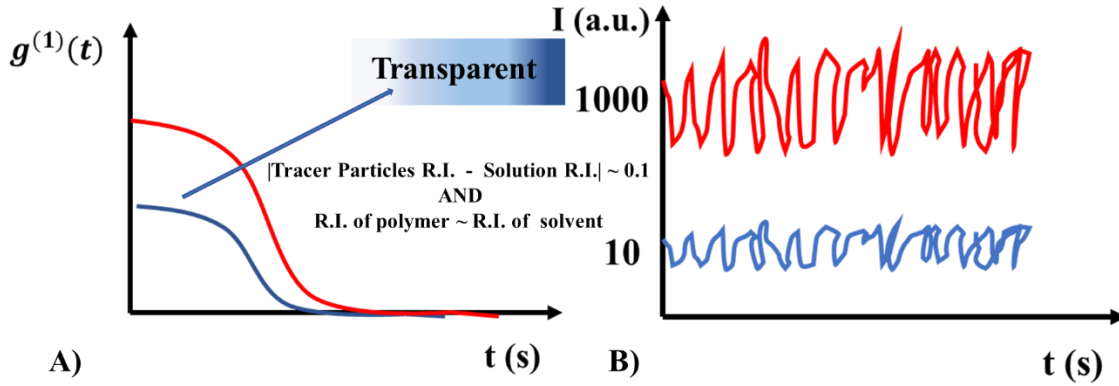 g⁽¹⁾(t)
Transparent
|Tracer Particles R.I. - Solution R.I.| ~ 0.1
AND
R.I. of polymer ~ R.I. of solvent
t (s)
A)
I (a.u.)
1000
10
t (s)
B)